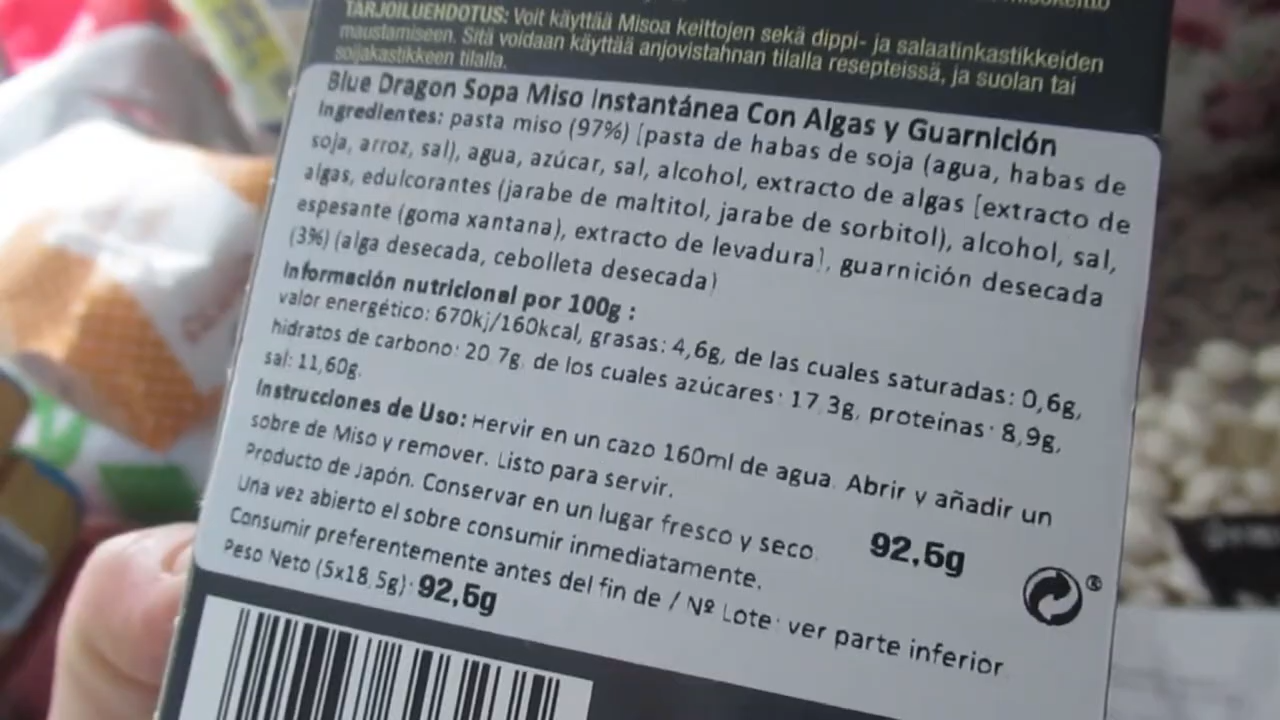 TARJOILUEHDOTUS: Voit käyttää Misoa keittojen sekä dippi- ja salaatinkastikkeiden
maustamiseen. Sitä voidaan käyttää anjovistahnan tilalla resepteissä, ja suolan tai
soijakastikkeen tilalla.
Blue Dragon Sopa Miso Instantánea Con Algas y Guarnición
Ingredientes: pasta miso (97%) [pasta de habas de soja (agua, habas de
soja, arroz, sal), agua, azúcar, sal, alcohol, extracto de algas [extracto de
algas, edulcorantes (jarabe de maltitol, jarabe de sorbitol), alcohol, sal,
espesante (goma xantana), extracto de levadura], guarnición desecada
(3%) (alga desecada, cebolleta desecada)
Información nutricional por 100g :
valor energético: 670kj/160kcal, grasas: 4,6g, de las cuales saturadas: 0,6g,
hidratos de carbono: 20,7g, de los cuales azúcares: 17,3g, proteínas: 8,9g,
sal: 11,60g.
Instrucciones de Uso: Hervir en un cazo 160ml de agua. Abrir y añadir un
sobre de Miso y remover. Listo para servir.
Producto de Japón. Conservar en un lugar fresco y seco.
Una vez abierto el sobre consumir inmediatamente.
92,5g
Consumir preferentemente antes del fin de / Nº Lote: ver parte inferior
Peso Neto (5x18,5g): 92,5g